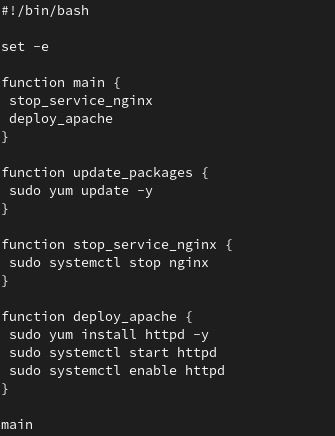 #!/bin/bash

set -e

function main {
 stop_service_nginx
 deploy_apache
}

function update_packages {
 sudo yum update -y
}

function stop_service_nginx {
 sudo systemctl stop nginx
}

function deploy_apache {
 sudo yum install httpd -y
 sudo systemctl start httpd
 sudo systemctl enable httpd
}

main